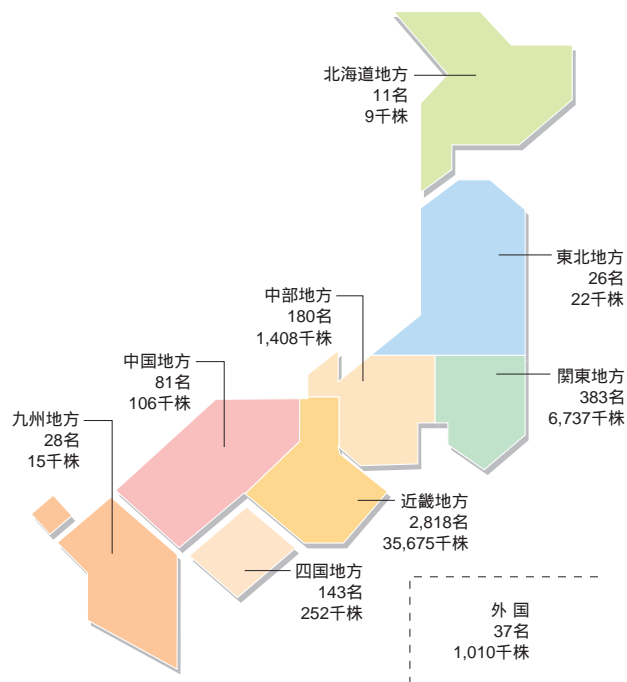 北海道地方
11名
9千株
東北地方
26名
22千株
中部地方
180名
1,408千株
中国地方
81名
106千株
関東地方
383名
6,737千株
九州地方
28名
15千株
近畿地方
2,818名
35,675千株
四国地方
143名
252千株
外 国
37名
1,010千株